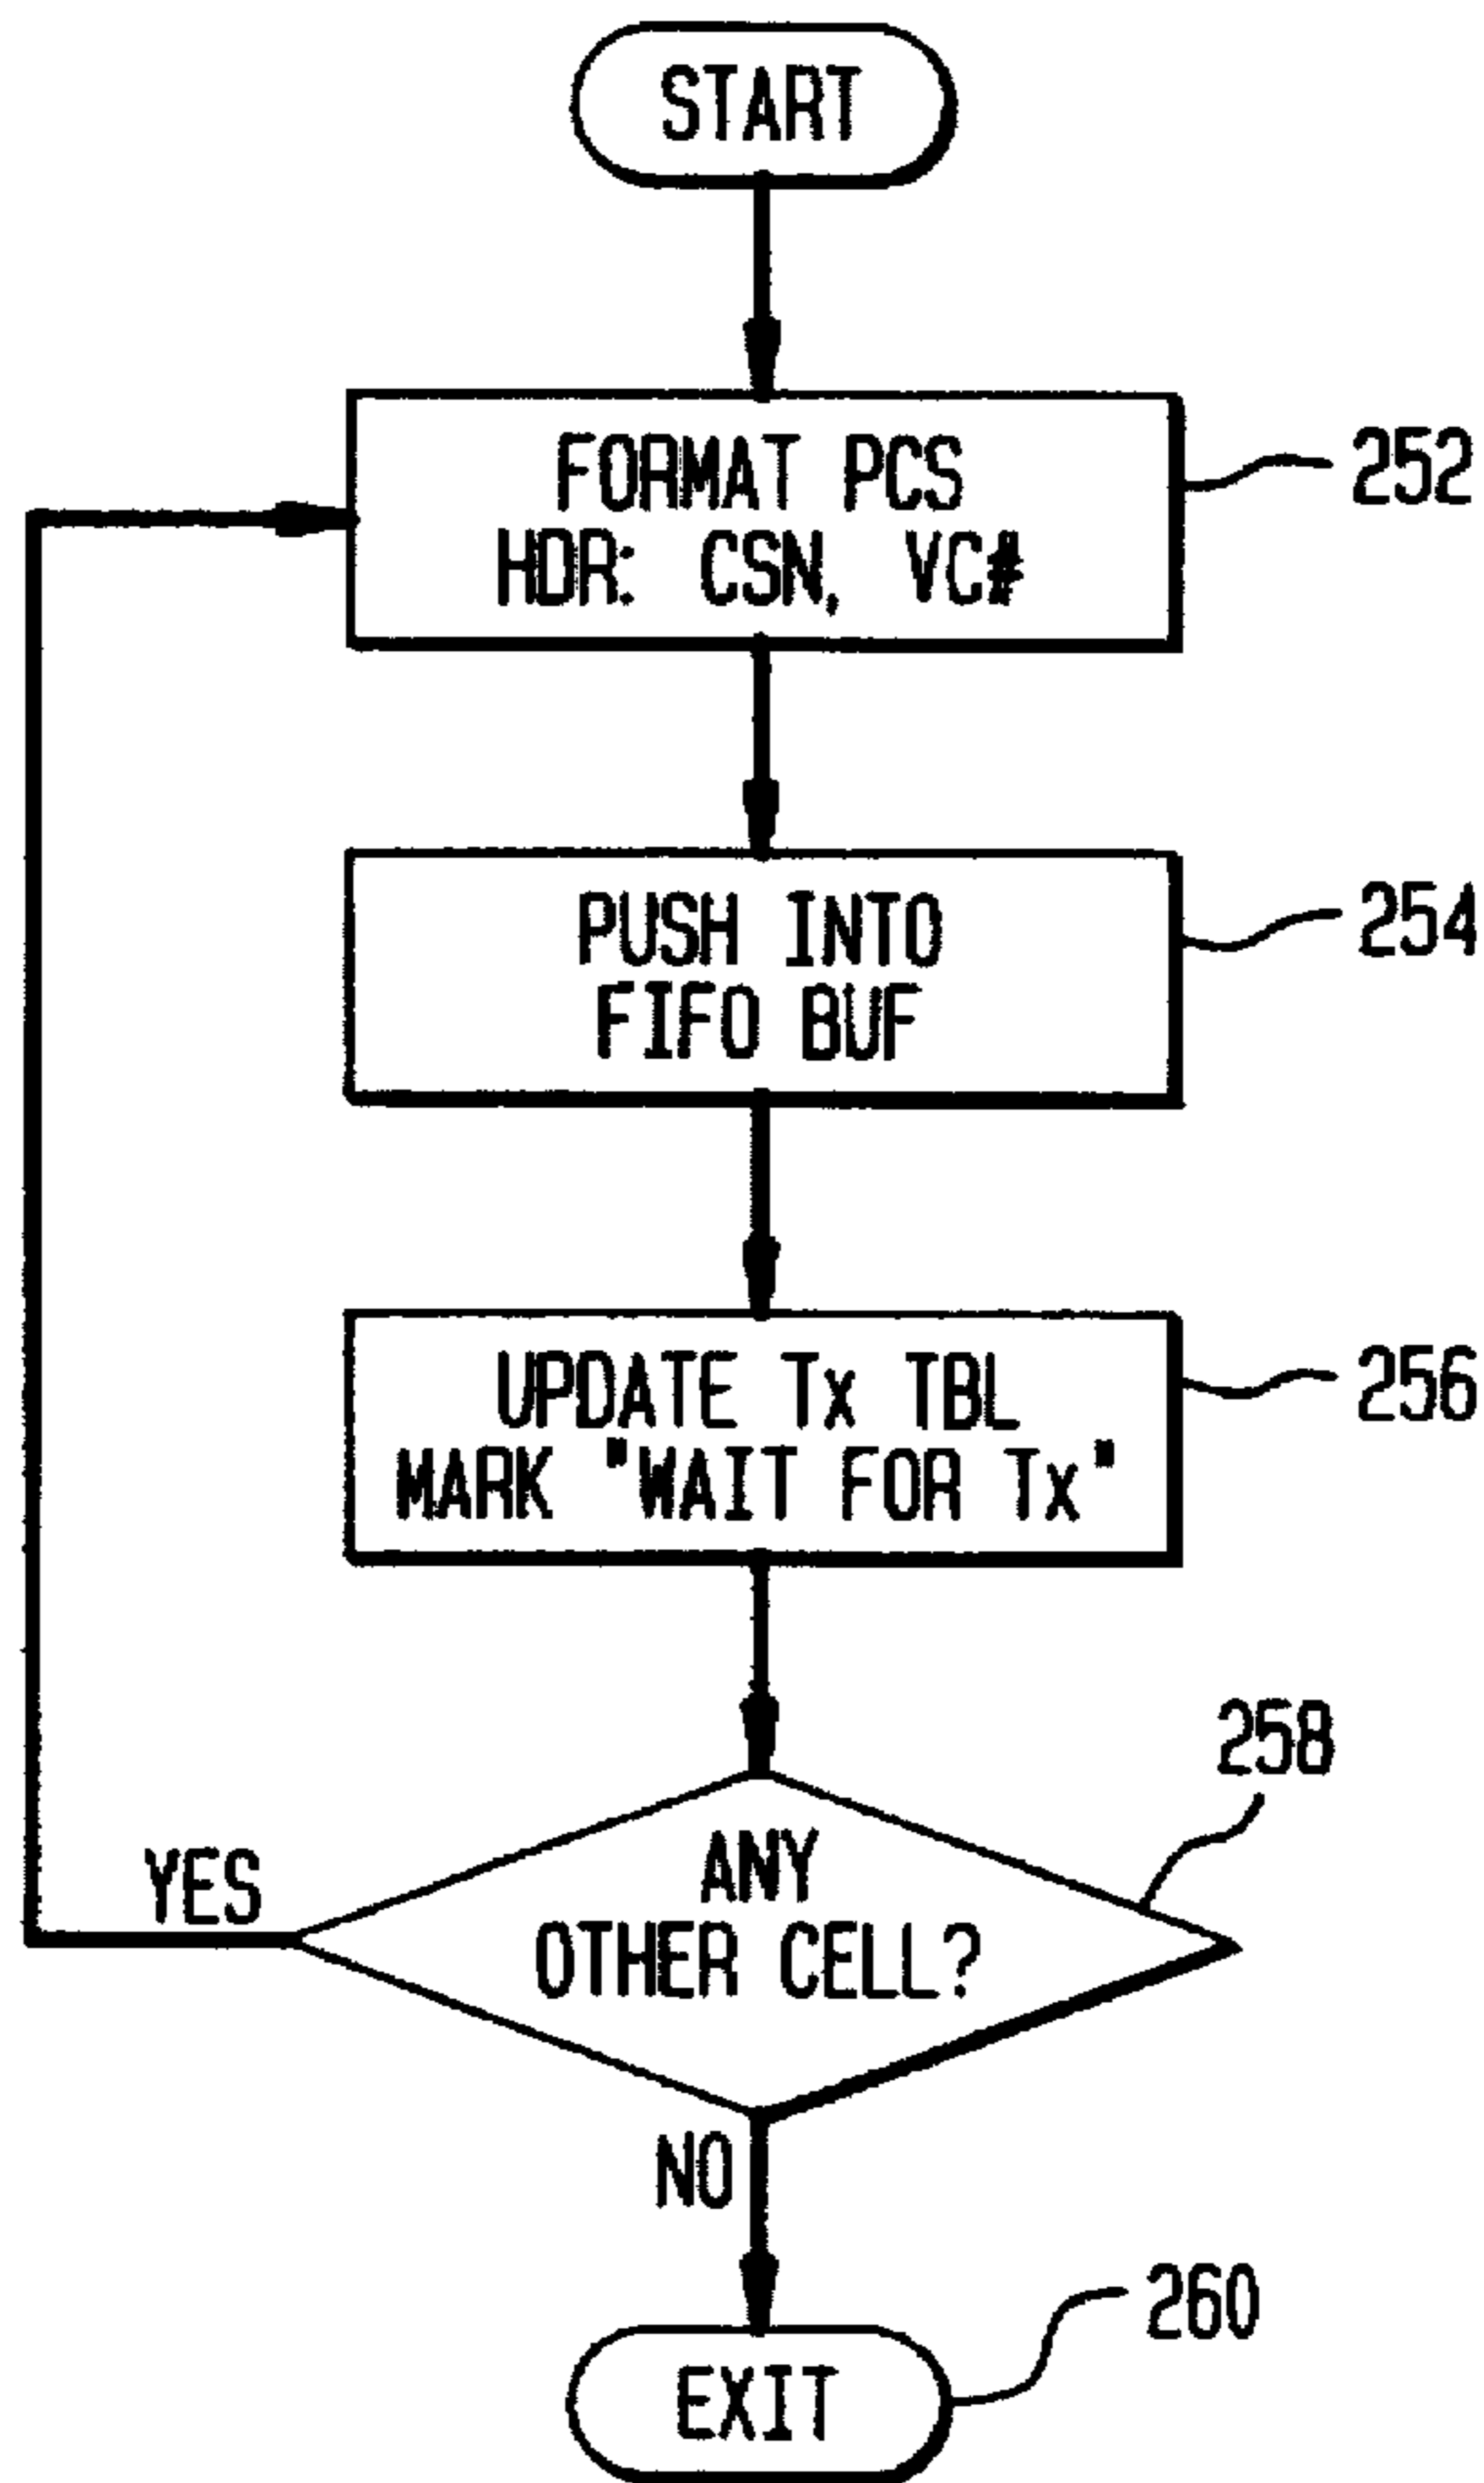 START
FORMAT PCS
HDR: CSN, VC#
252
PUSH INTO
FIFO BUF
254
UPDATE Tx TBL
MARK "WAIT FOR Tx"
256
258
ANY
OTHER CELL?
YES
NO
260
EXIT